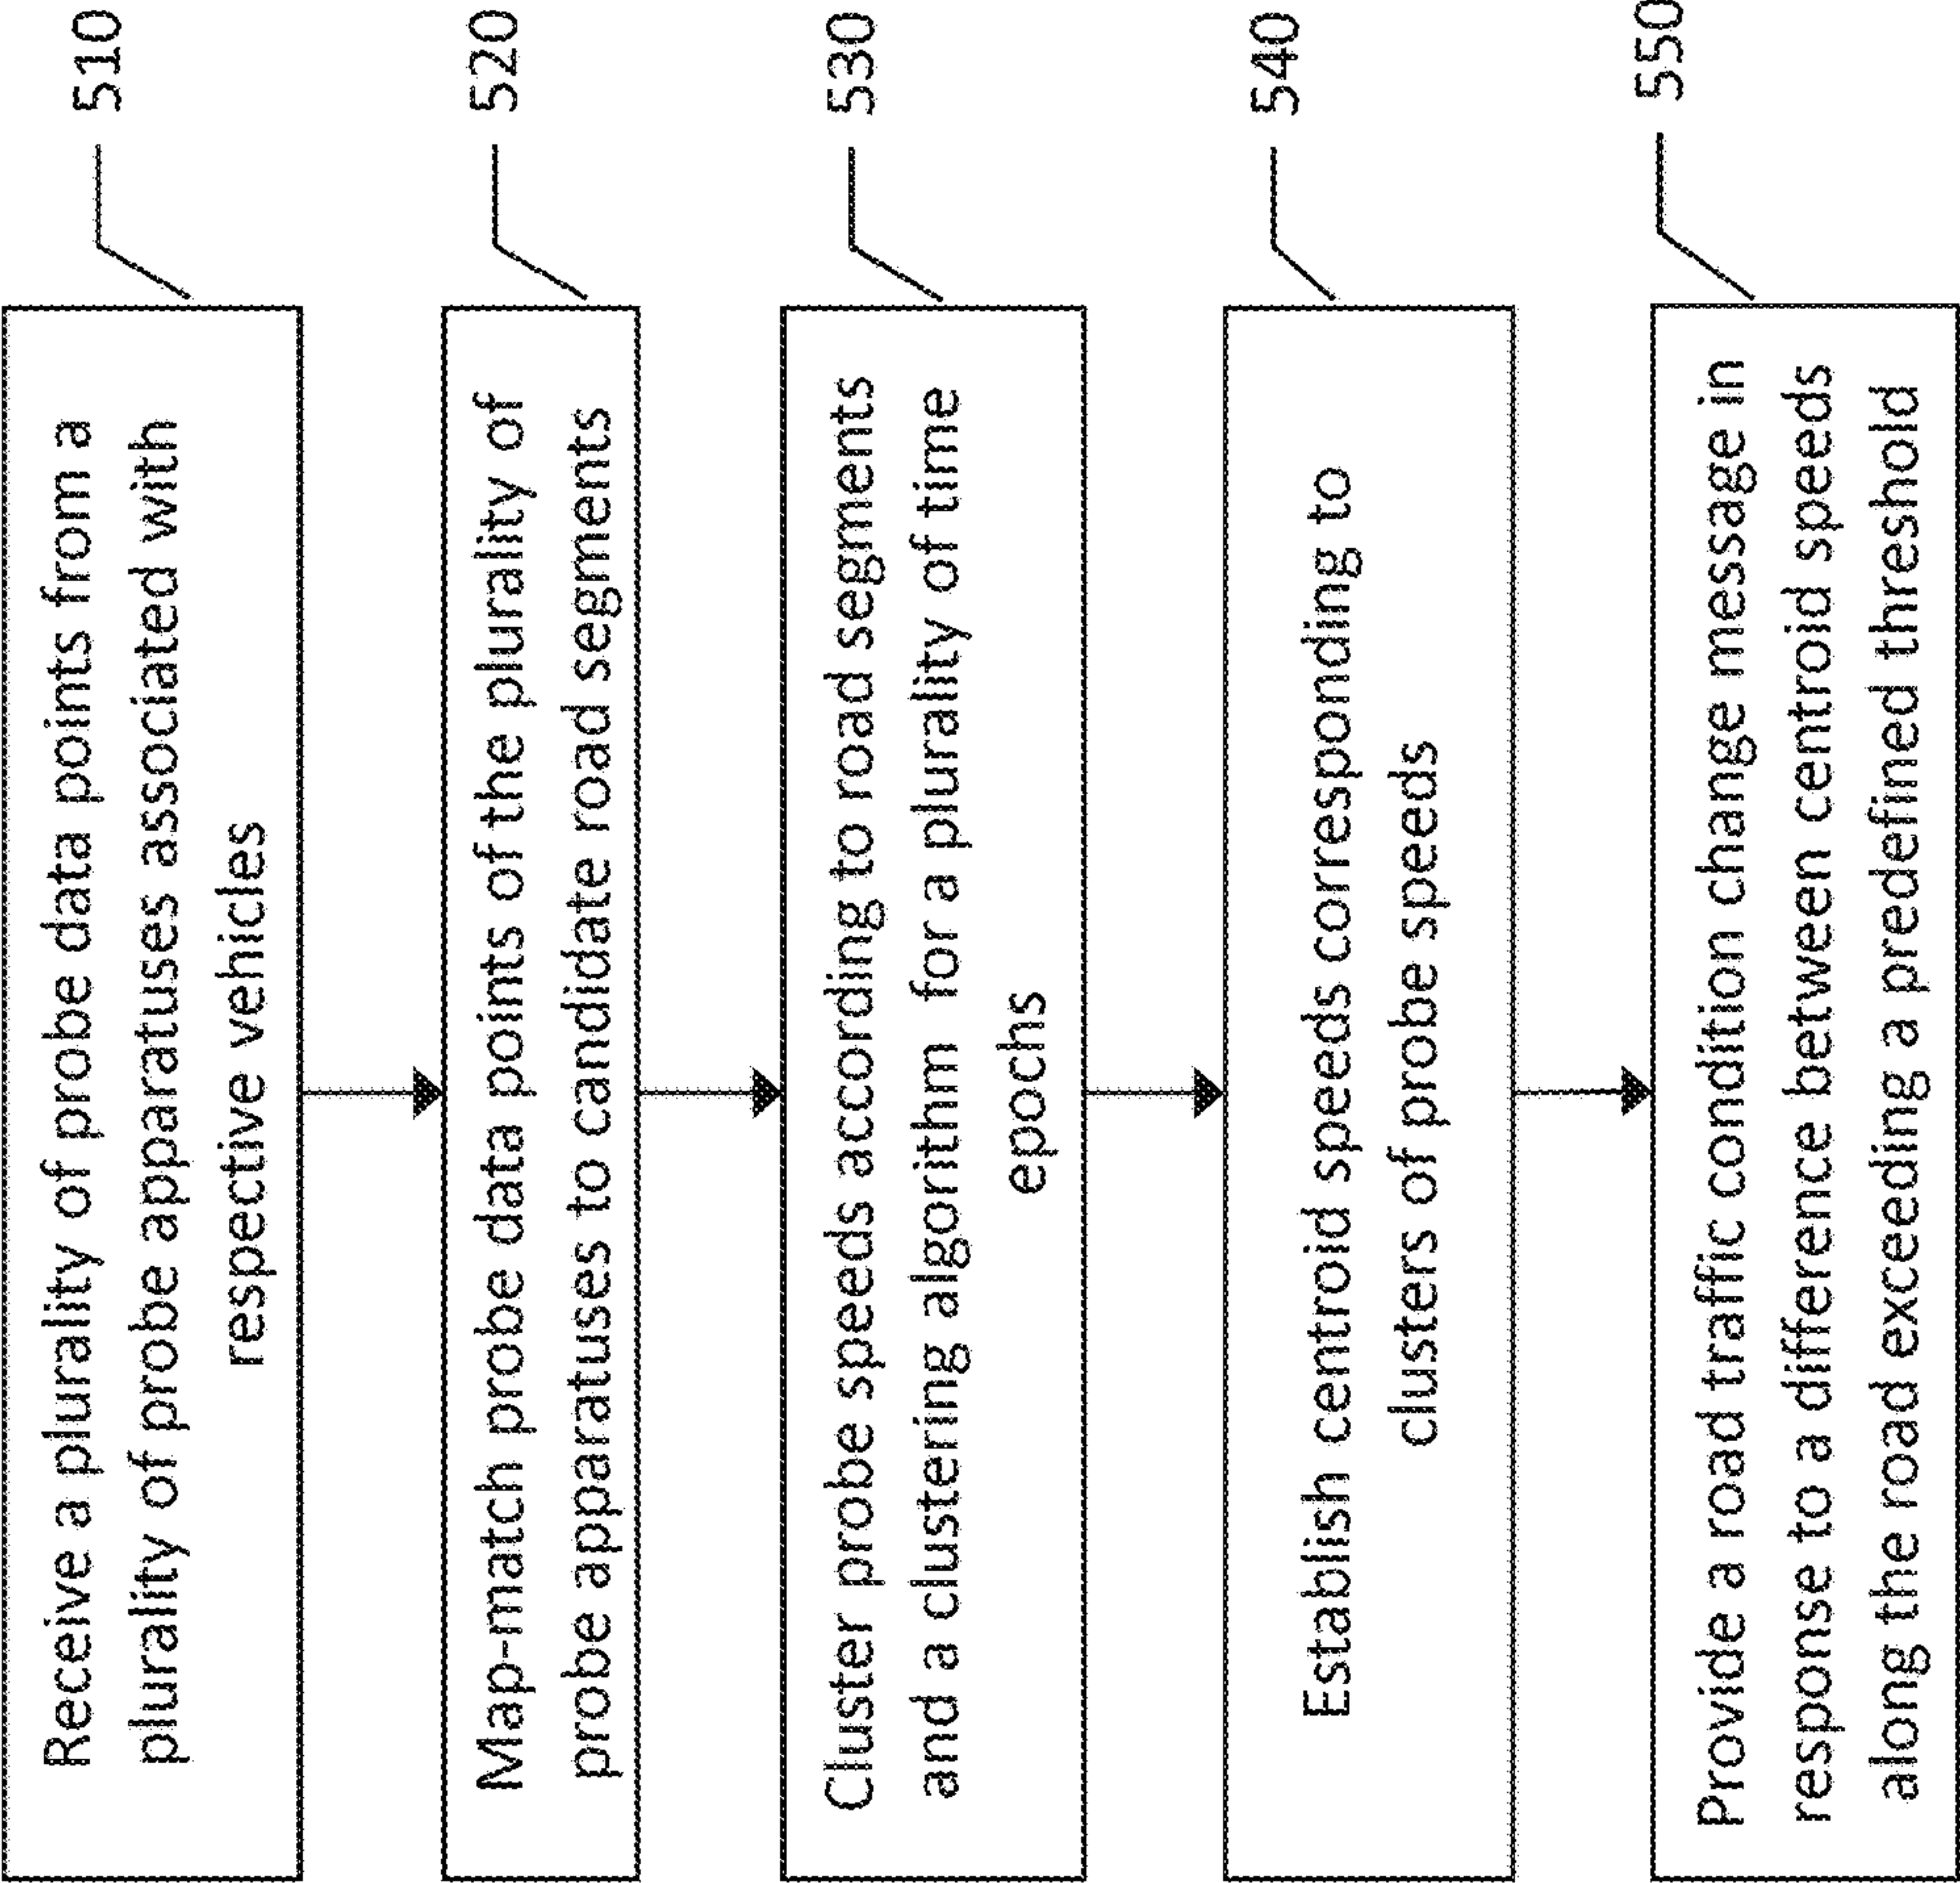 Receive a plurality of probe data points from a
plurality of probe apparatuses associated with
respective vehicles
510
Map-match probe data points of the plurality of
probe apparatuses to candidate road segments
520
Cluster probe speeds according to road segments
and a clustering algorithm for a plurality of time
epochs
530
Establish centroid speeds corresponding to
clusters of probe speeds
540
Provide a road traffic condition change message in
response to a difference between centroid speeds
along the road exceeding a predefined threshold
550